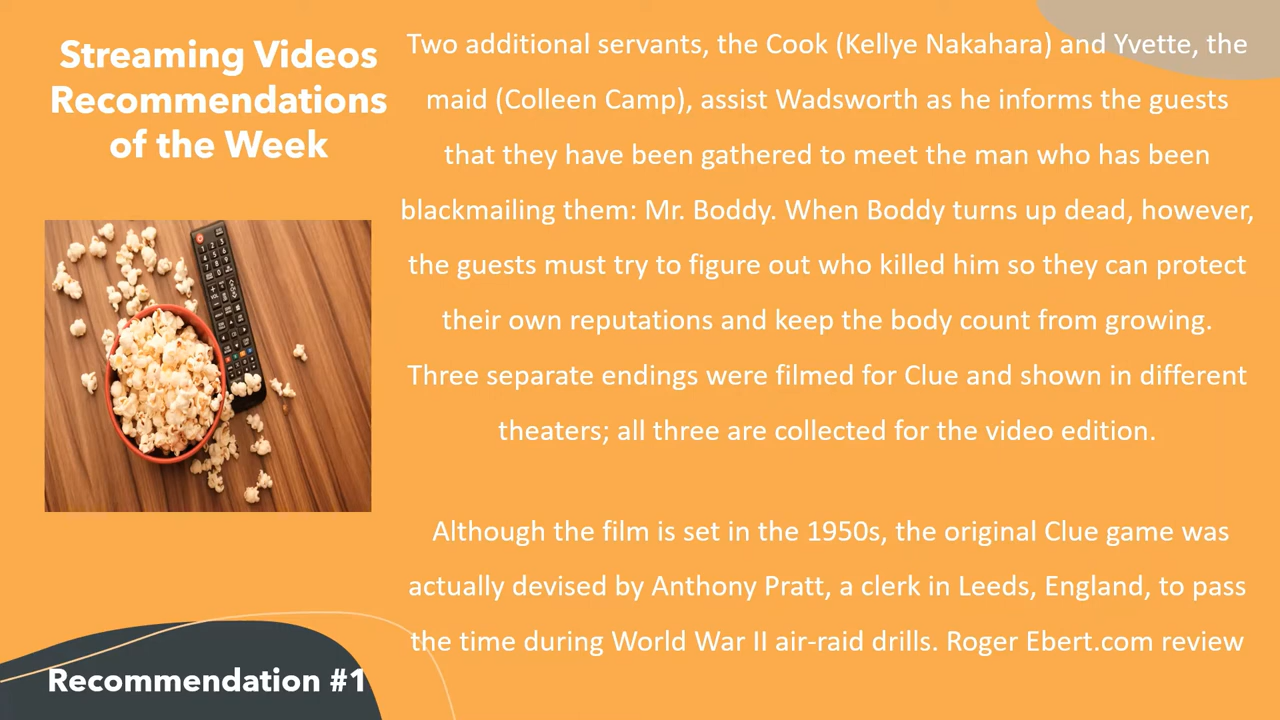 Streaming Videos
Recommendations
of the Week
Two additional servants, the Cook (Kellye Nakahara) and Yvette, the
maid (Colleen Camp), assist Wadsworth as he informs the guests
that they have been gathered to meet the man who has been
blackmailing them: Mr. Boddy. When Boddy turns up dead, however,
the guests must try to figure out who killed him so they can protect
their own reputations and keep the body count from growing.
Three separate endings were filmed for Clue and shown in different
theaters; all three are collected for the video edition.
Although the film is set in the 1950s, the original Clue game was
actually devised by Anthony Pratt, a clerk in Leeds, England, to pass
the time during World War II air-raid drills. Roger Ebert.com review
Recommendation #1